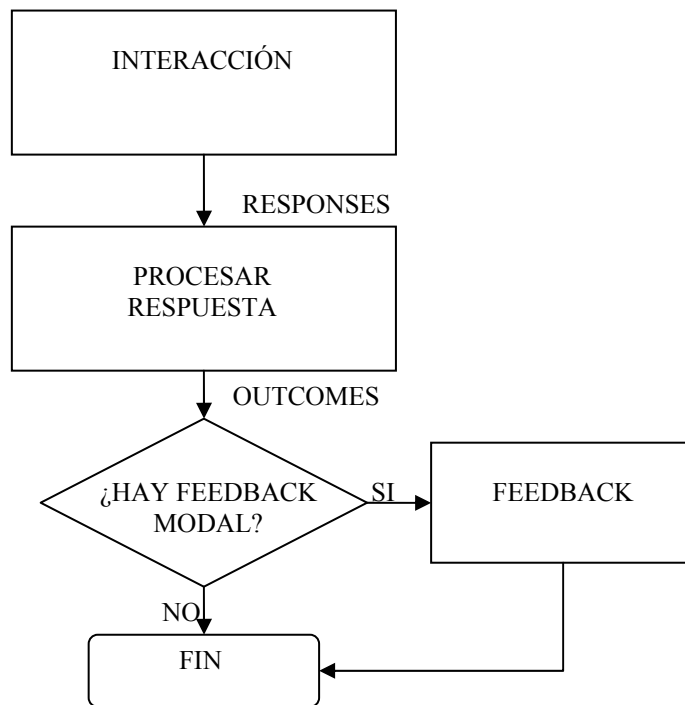 INTERACCIÓN
RESPONSES
PROCESAR
RESPUESTA
OUTCOMES
¿HAY FEEDBACK
MODAL?
SI
FEEDBACK
NO
FIN